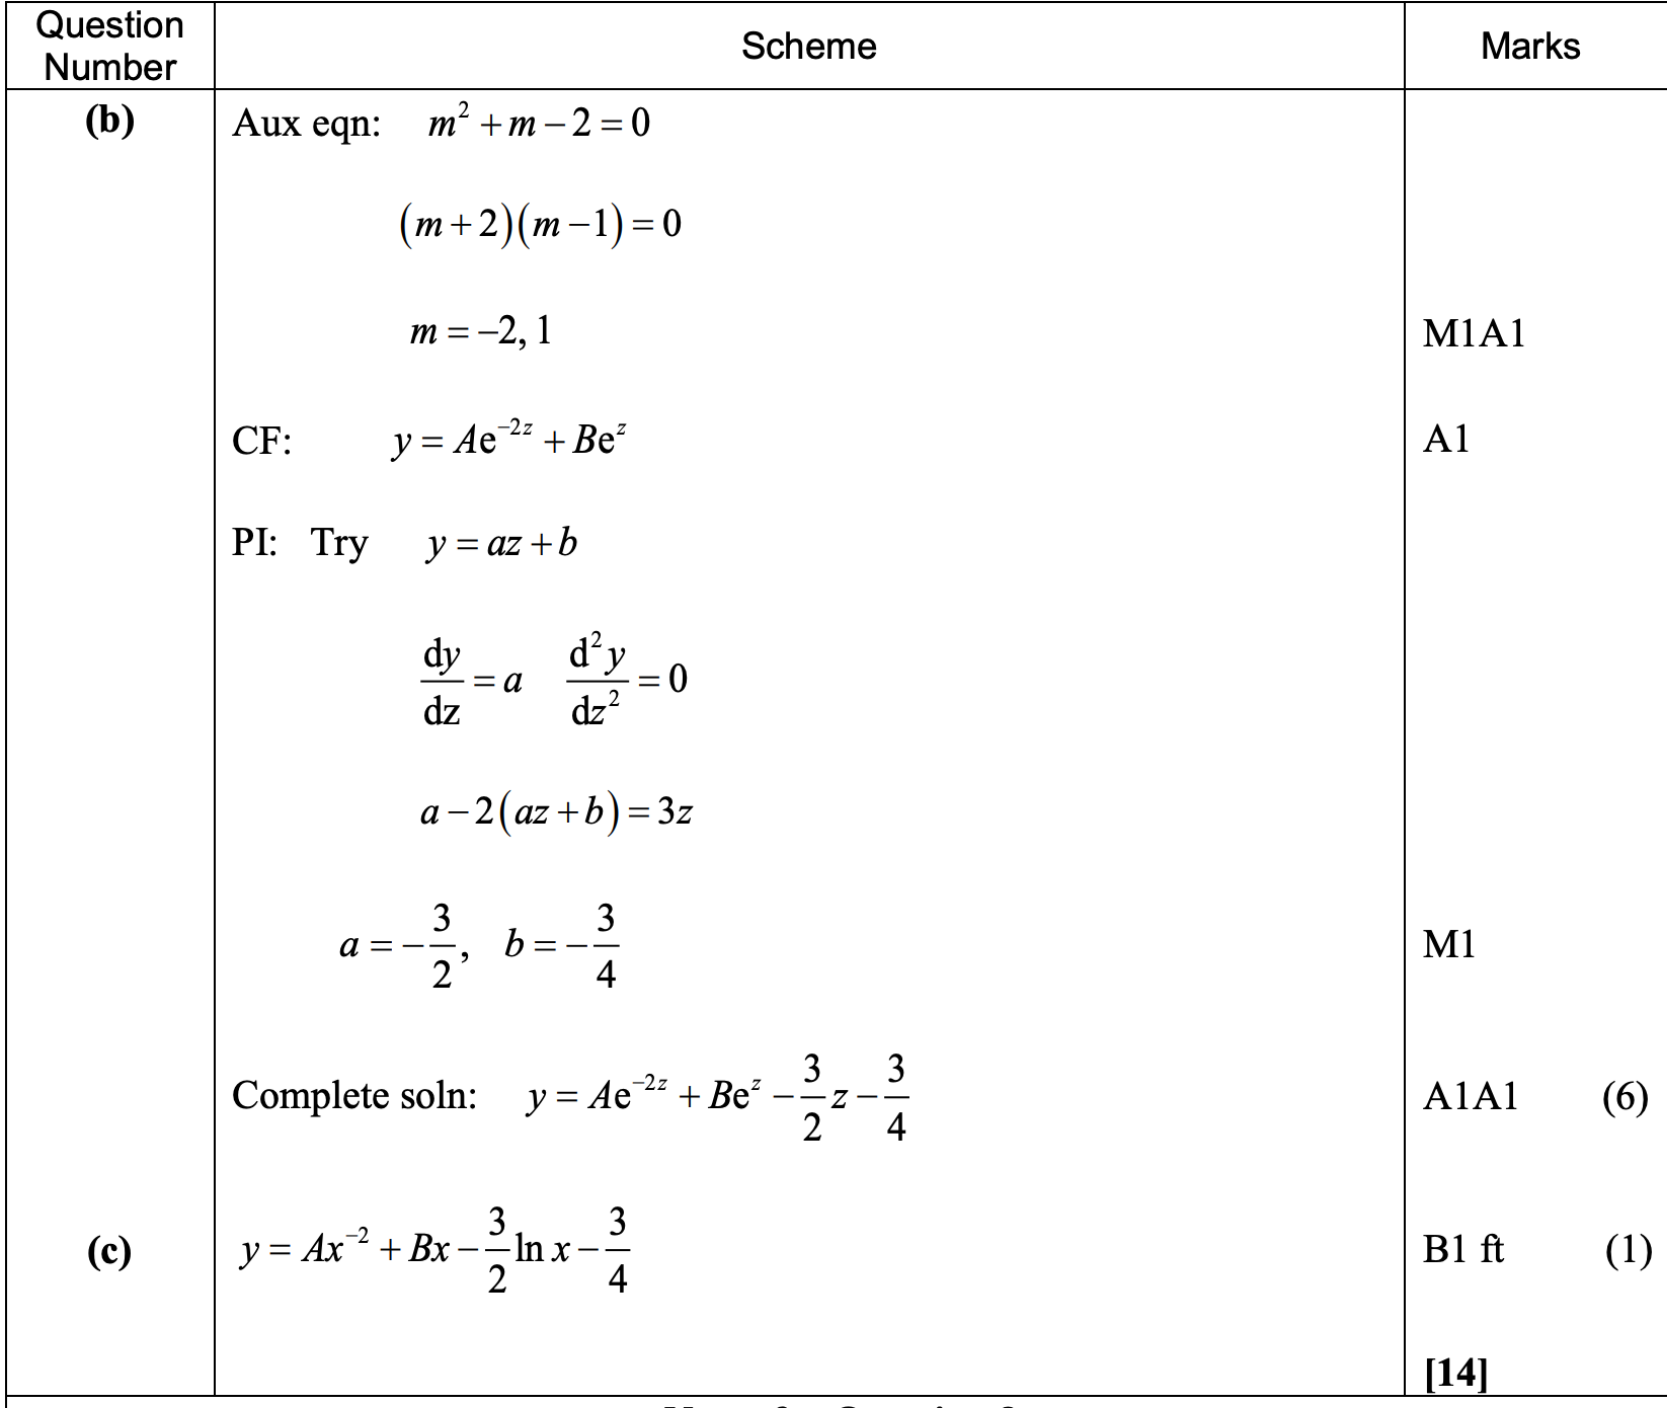 Question Number Scheme Marks
(b) Aux eqn: m² + m − 2 = 0
(m + 2)(m − 1) = 0
m = −2, 1 M1A1
CF: y = Ae⁻²ᶻ + Beᶻ A1
PI: Try y = az + b
dy/dz = a d²y/dz² = 0
a − 2(az + b) = 3z
a = −3/2, b = −3/4 M1
Complete soln: y = Ae⁻²ᶻ + Beᶻ − 3/2 z − 3/4 A1A1 (6)
(c) y = Ax⁻² + Bx − 3/2 ln x − 3/4 B1 ft (1)
[14]